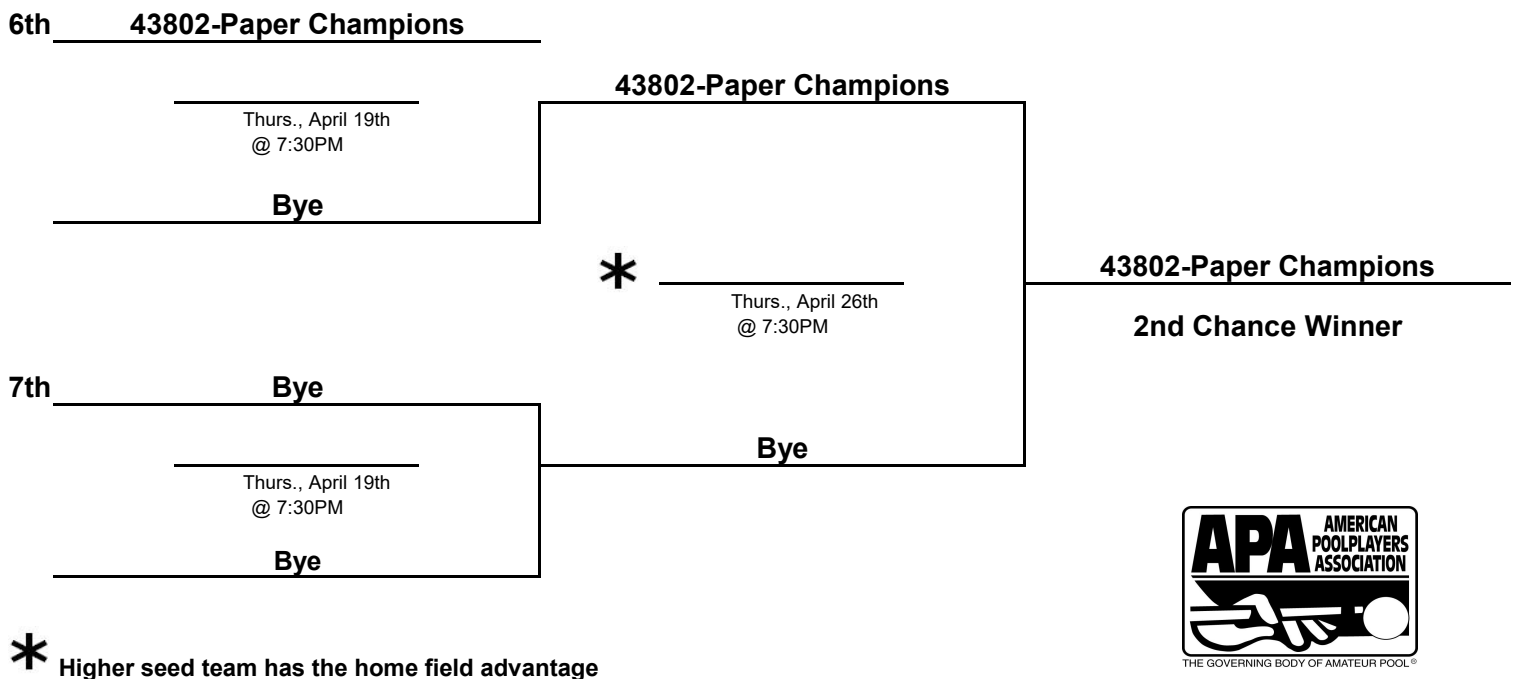 6th 43802-Paper Champions
43802-Paper Champions
Thurs., April 19th
@ 7:30PM
Bye
43802-Paper Champions
* Thurs., April 26th
@ 7:30PM
2nd Chance Winner
7th Bye
Bye
Thurs., April 19th
@ 7:30PM
Bye
APA AMERICAN
POOLPLAYERS
ASSOCIATION
THE GOVERNING BODY OF AMATEUR POOL®
* Higher seed team has the home field advantage